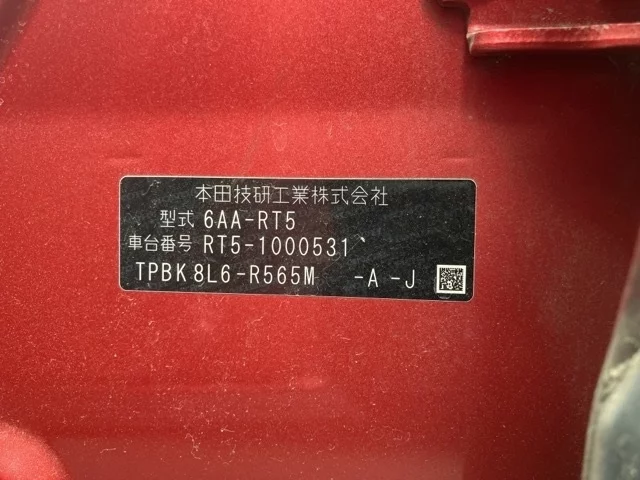 本田技研工業株式会社
型式 6AA-RT5
車台番号 RT5-1000531
TPBK8L6-R565M -A -J